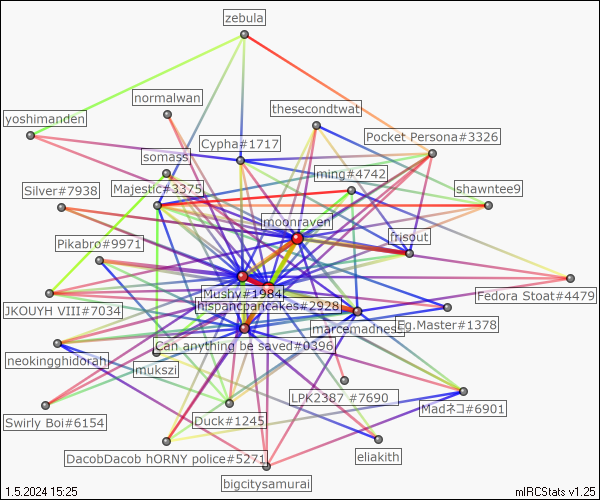 zebula
normalwan
thesecondtwat
yoshimanden
Cypha#1717
Pocket Persona#3326
somass
ming#4742
Silver#7938
Majestic#3375
shawntee9
moonraven
frisout
Pikabro#9971
Mushy#1984
Fedora Stoat#4479
JKOUYH VIII#7034
hispancpancakes#2928
marcemadness
Eg.Master#1378
Can anything be saved#0396
neokingghidorah
mukszi
LPK2387 #7690
Madネコ#6901
Swirly Boi#6154
Duck#1245
DacobDacob hORNY police#5271
eliakith
bigcitysamurai
1.5.2024 15:25
mIRCStats v1.25